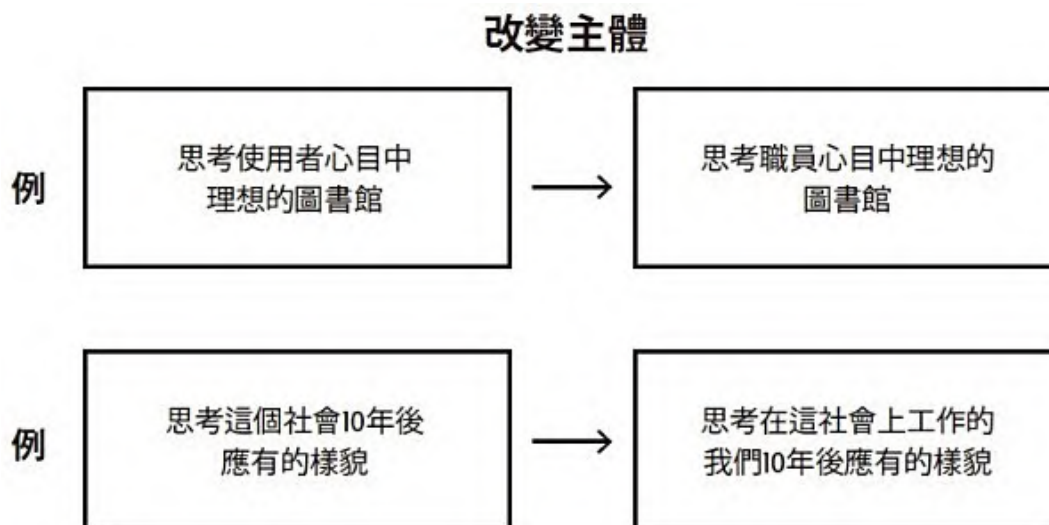 改變主體
例
思考使用者心目中
理想的圖書館
思考職員心目中理想的
圖書館
例
思考這個社會10年後
應有的樣貌
思考在這社會上工作的
我們10年後應有的樣貌